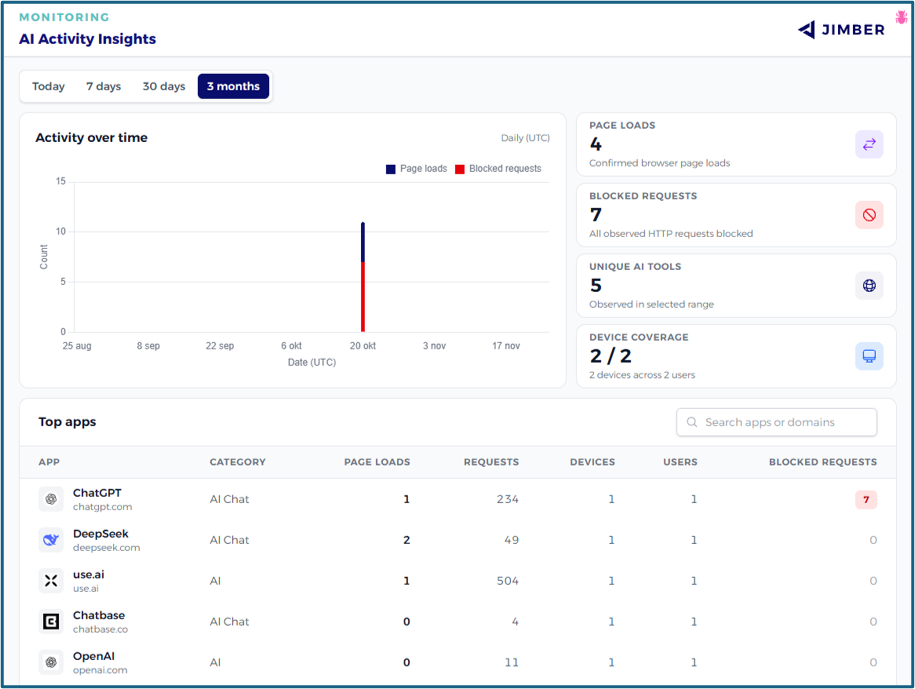 MONITORING
AI Activity Insights
JIMBER
Today 7 days 30 days 3 months
Activity over time
Daily (UTC)
Page loads Blocked requests
15
10
5
0
Count
25 aug 8 sep 22 sep 6 okt 20 okt 3 nov 17 nov
Date (UTC)
PAGE LOADS
4
Confirmed browser page loads
BLOCKED REQUESTS
7
All observed HTTP requests blocked
UNIQUE AI TOOLS
5
Observed in selected range
DEVICE COVERAGE
2 / 2
2 devices across 2 users
Top apps
Search apps or domains
APP CATEGORY PAGE LOADS REQUESTS DEVICES USERS BLOCKED REQUESTS
ChatGPT
chatgpt.com
AI Chat 1 234 1 1 7
DeepSeek
deepseek.com
AI Chat 2 49 1 1 0
use.ai
use.ai
AI 1 504 1 1 0
Chatbase
chatbase.co
AI Chat 0 4 1 1 0
OpenAI
openai.com
AI 0 11 1 1 0